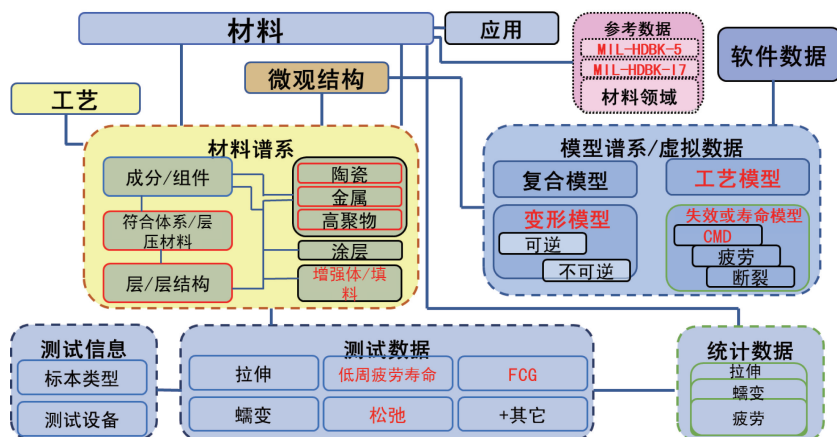 材料
应用
参考数据
MIL-HDBK-5
MIL-HDBK-17
材料领域
软件数据
微观结构
工艺
材料谱系
成分/组件
符合体系/层
压材料
层/层结构
陶瓷
金属
高聚物
涂层
增强体/填
料
模型谱系/虚拟数据
复合模型
工艺模型
变形模型
可逆
不可逆
失效或寿命模型
CMD
疲劳
断裂
测试信息
标本类型
测试设备
测试数据
拉伸
低周疲劳寿命
FCG
蠕变
松弛
+其它
统计数据
拉伸
蠕变
疲劳